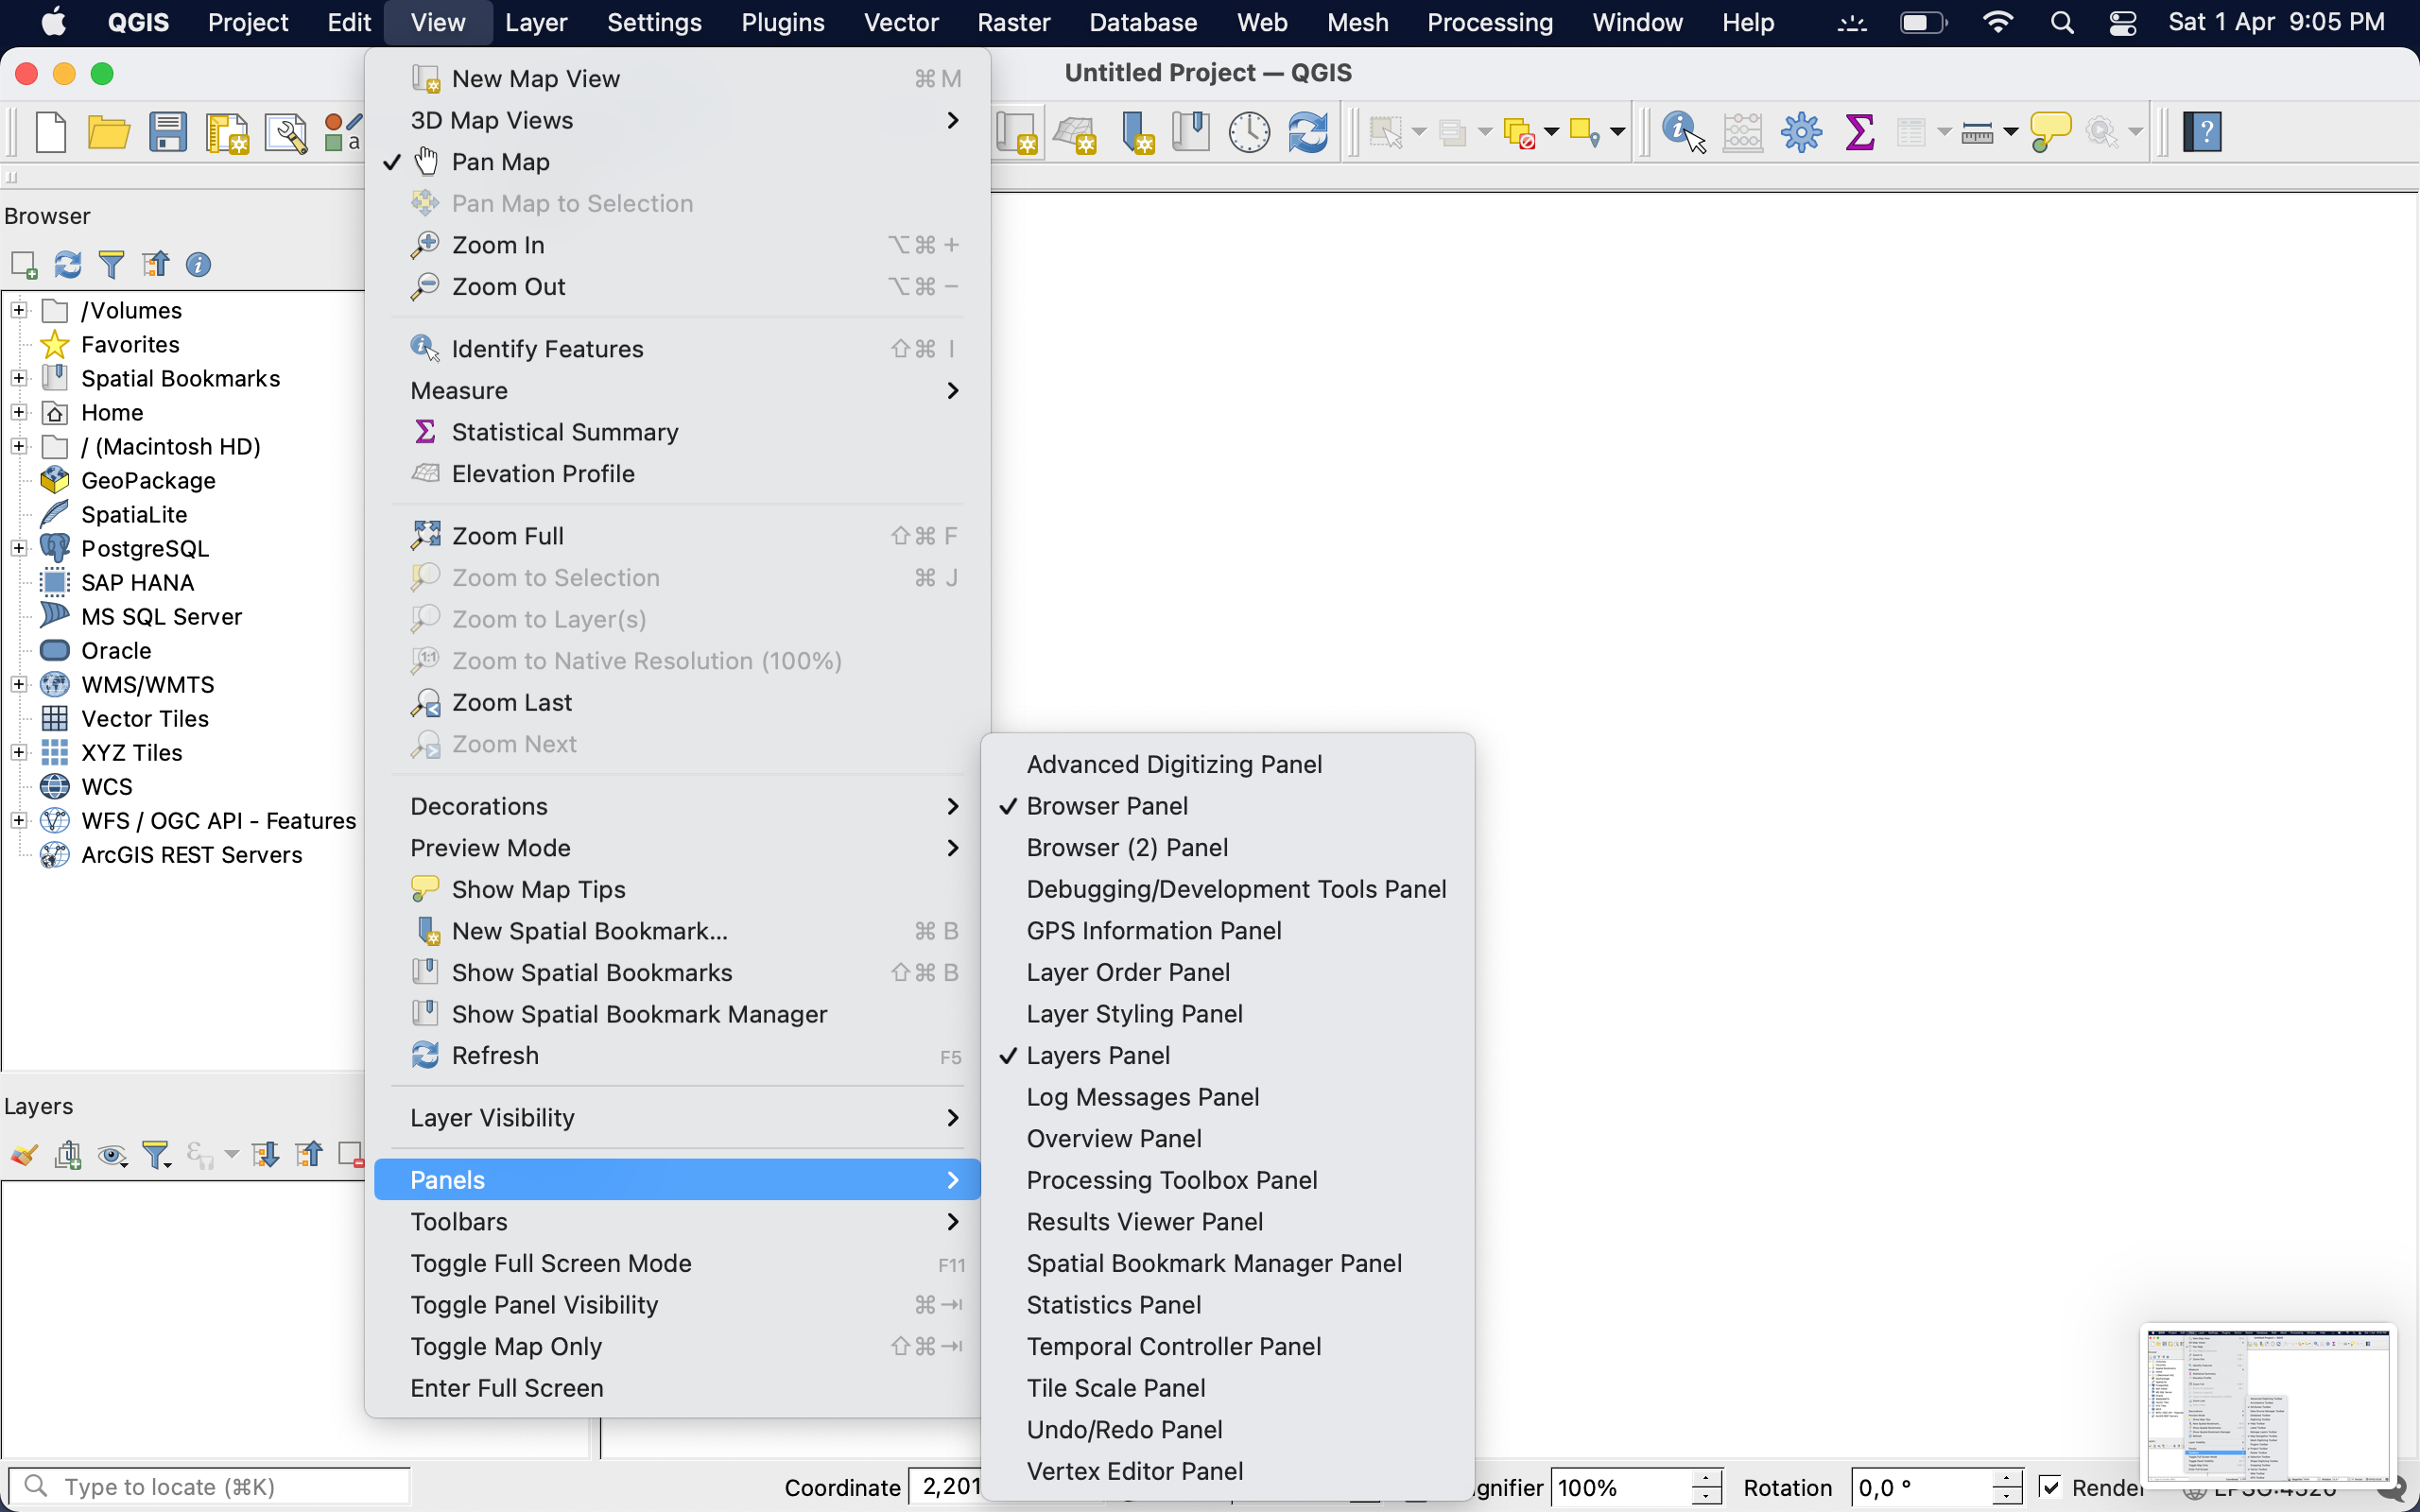 QGIS Project Edit View Layer Settings Plugins Vector Raster Database Web Mesh Processing Window Help Sat 1 Apr 9:05 PM
Untitled Project — QGIS
New Map View ⌘ M
3D Map Views
Pan Map
Pan Map to Selection
Zoom In ⌥⌘ +
Zoom Out ⌥⌘ −
Identify Features ⇧⌘ I
Measure
Statistical Summary
Elevation Profile
Zoom Full ⇧⌘ F
Zoom to Selection ⌘ J
Zoom to Layer(s)
Zoom to Native Resolution (100%)
Zoom Last
Zoom Next
Decorations
Preview Mode
Show Map Tips
New Spatial Bookmark... ⌘ B
Show Spatial Bookmarks ⇧⌘ B
Show Spatial Bookmark Manager
Refresh F5
Layer Visibility
Panels
Toolbars
Toggle Full Screen Mode F11
Toggle Panel Visibility ⌘⇥
Toggle Map Only ⇧⌘⇥
Enter Full Screen
Advanced Digitizing Panel
Browser Panel
Browser (2) Panel
Debugging/Development Tools Panel
GPS Information Panel
Layer Order Panel
Layer Styling Panel
Layers Panel
Log Messages Panel
Overview Panel
Processing Toolbox Panel
Results Viewer Panel
Spatial Bookmark Manager Panel
Statistics Panel
Temporal Controller Panel
Tile Scale Panel
Undo/Redo Panel
Vertex Editor Panel
Browser
/Volumes
Favorites
Spatial Bookmarks
Home
/ (Macintosh HD)
GeoPackage
SpatiaLite
PostgreSQL
SAP HANA
MS SQL Server
Oracle
WMS/WMTS
Vector Tiles
XYZ Tiles
WCS
WFS / OGC API - Features
ArcGIS REST Servers
Layers
Type to locate (⌘K) Coordinate 2,201 gnifier 100% Rotation 0,0 ° Render